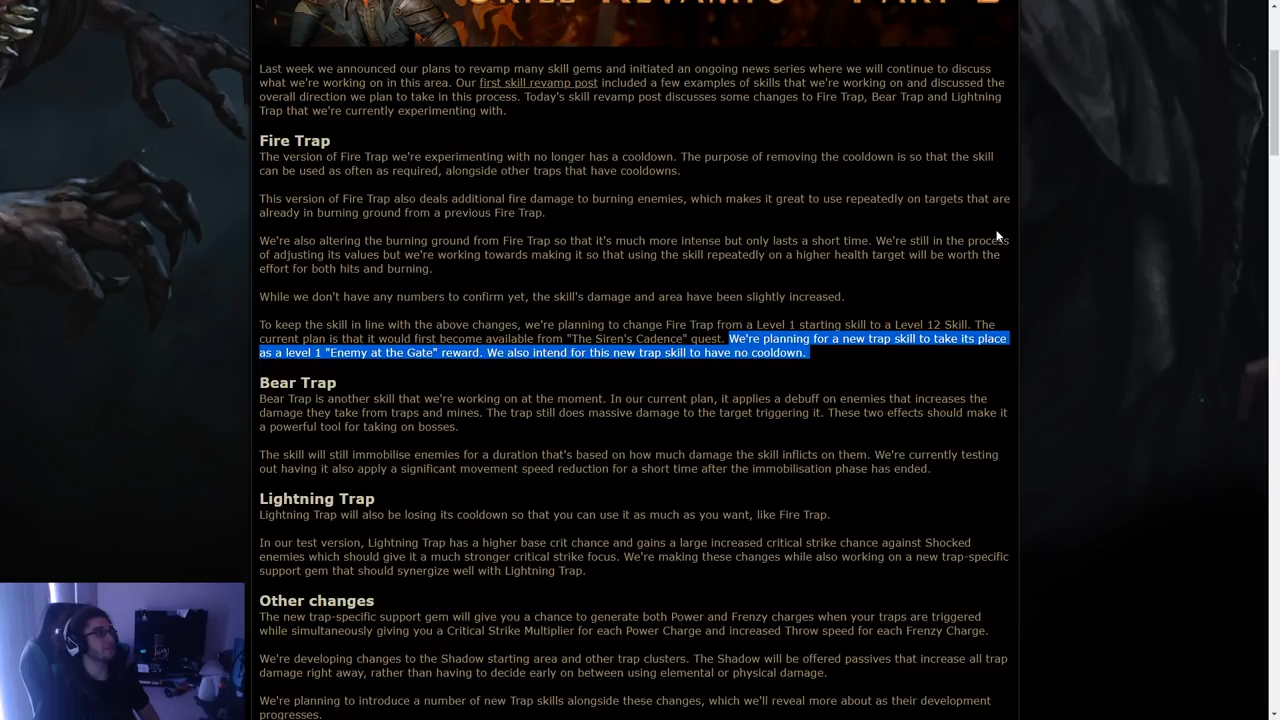 Last week we announced our plans to revamp many skill gems and initiated an ongoing news series where we will continue to discuss
what we're working on in this area. Our first skill revamp post included a few examples of skills that we're working on and discussed the
overall direction we plan to take in this process. Today's skill revamp post discusses some changes to Fire Trap, Bear Trap and Lightning
Trap that we're currently experimenting with.
Fire Trap
The version of Fire Trap we're experimenting with no longer has a cooldown. The purpose of removing the cooldown is so that the skill
can be used as often as required, alongside other traps that have cooldowns.
This version of Fire Trap also deals additional fire damage to burning enemies, which makes it great to use repeatedly on targets that are
already in burning ground from a previous Fire Trap.
We're also altering the burning ground from Fire Trap so that it's much more intense but only lasts a short time. We're still in the process
of adjusting its values but we're working towards making it so that using the skill repeatedly on a higher health target will be worth the
effort for both hits and burning.
While we don't have any numbers to confirm yet, the skill's damage and area have been slightly increased.
To keep the skill in line with the above changes, we're planning to change Fire Trap from a Level 1 starting skill to a Level 12 Skill. The
current plan is that it would first become available from "The Siren's Cadence" quest. We're planning for a new trap skill to take its place
as a level 1 "Enemy at the Gate" reward. We also intend for this new trap skill to have no cooldown.
Bear Trap
Bear Trap is another skill that we're working on at the moment. In our current plan, it applies a debuff on enemies that increases the
damage they take from traps and mines. The trap still does massive damage to the target triggering it. These two effects should make it
a powerful tool for taking on bosses.
The skill will still immobilise enemies for a duration that's based on how much damage the skill inflicts on them. We're currently testing
out having it also apply a significant movement speed reduction for a short time after the immobilisation phase has ended.
Lightning Trap
Lightning Trap will also be losing its cooldown so that you can use it as much as you want, like Fire Trap.
In our test version, Lightning Trap has a higher base crit chance and gains a large increased critical strike chance against Shocked
enemies which should give it a much stronger critical strike focus. We're making these changes while also working on a new trap-specific
support gem that should synergize well with Lightning Trap.
Other changes
The new trap-specific support gem will give you a chance to generate both Power and Frenzy charges when your traps are triggered
while simultaneously giving you a Critical Strike Multiplier for each Power Charge and increased Throw speed for each Frenzy Charge.
We're developing changes to the Shadow starting area and other trap clusters. The Shadow will be offered passives that increase all trap
damage right away, rather than having to decide early on between using elemental or physical damage.
We're planning to introduce a number of new Trap skills alongside these changes, which we'll reveal more about as their development
progresses.